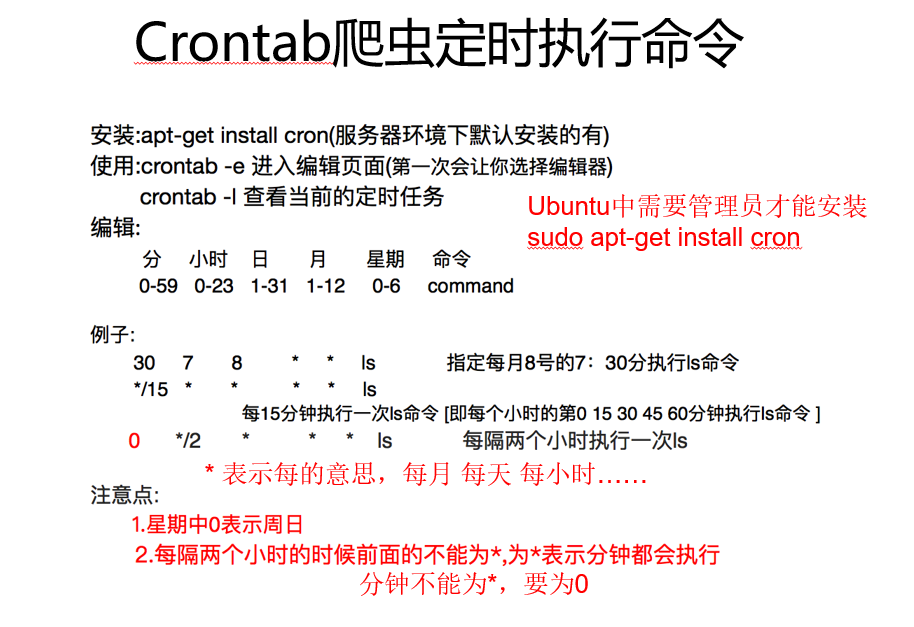 Crontab爬虫定时执行命令
安装:apt-get install cron(服务器环境下默认安装的有)
使用:crontab -e 进入编辑页面(第一次会让你选择编辑器)
crontab -l 查看当前的定时任务
Ubuntu中需要管理员才能安装
sudo apt-get install cron
编辑:
分 小时 日 月 星期 命令
0-59 0-23 1-31 1-12 0-6 command
例子:
30 7 8 * * ls 指定每月8号的7：30分执行ls命令
*/15 * * * * ls
每15分钟执行一次ls命令 [即每个小时的第0 15 30 45 60分钟执行ls命令 ]
0 */2 * * * ls 每隔两个小时执行一次ls
* 表示每的意思，每月 每天 每小时……
注意点:
1.星期中0表示周日
2.每隔两个小时的时候前面的不能为*,为*表示分钟都会执行
分钟不能为*，要为0